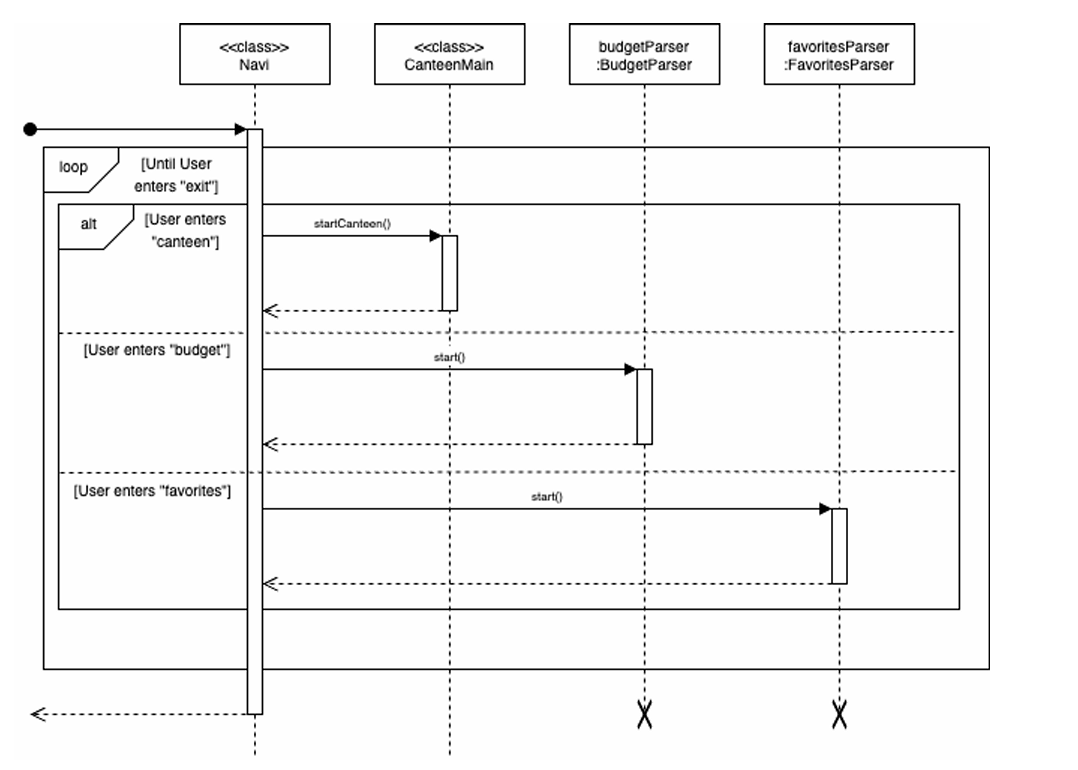 <<class>>
Navi
<<class>>
CanteenMain
budgetParser
:BudgetParser
favoritesParser
:FavoritesParser
loop
[Until User
enters "exit"]
alt
[User enters
"canteen"]
startCanteen()
[User enters "budget"]
start()
[User enters "favorites"]
start()